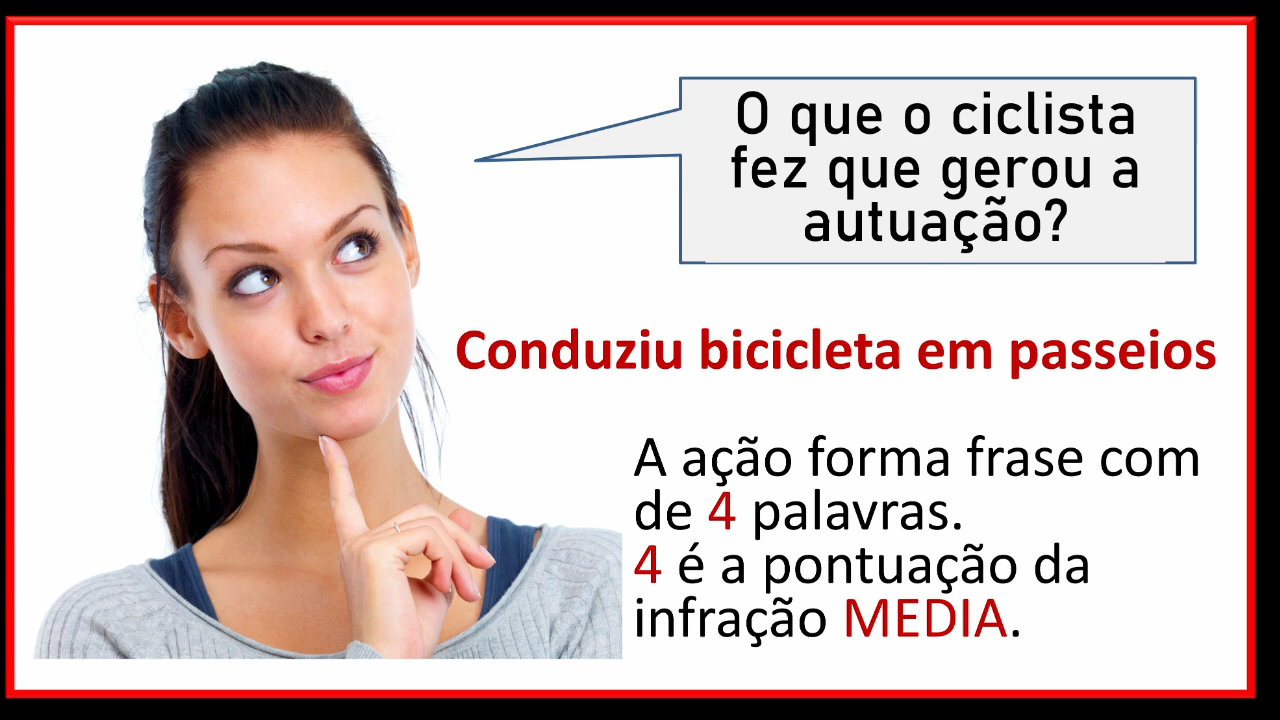 O que o ciclista
fez que gerou a
autuação?
Conduziu bicicleta em passeios
A ação forma frase com
de 4 palavras.
4 é a pontuação da
infração MEDIA.